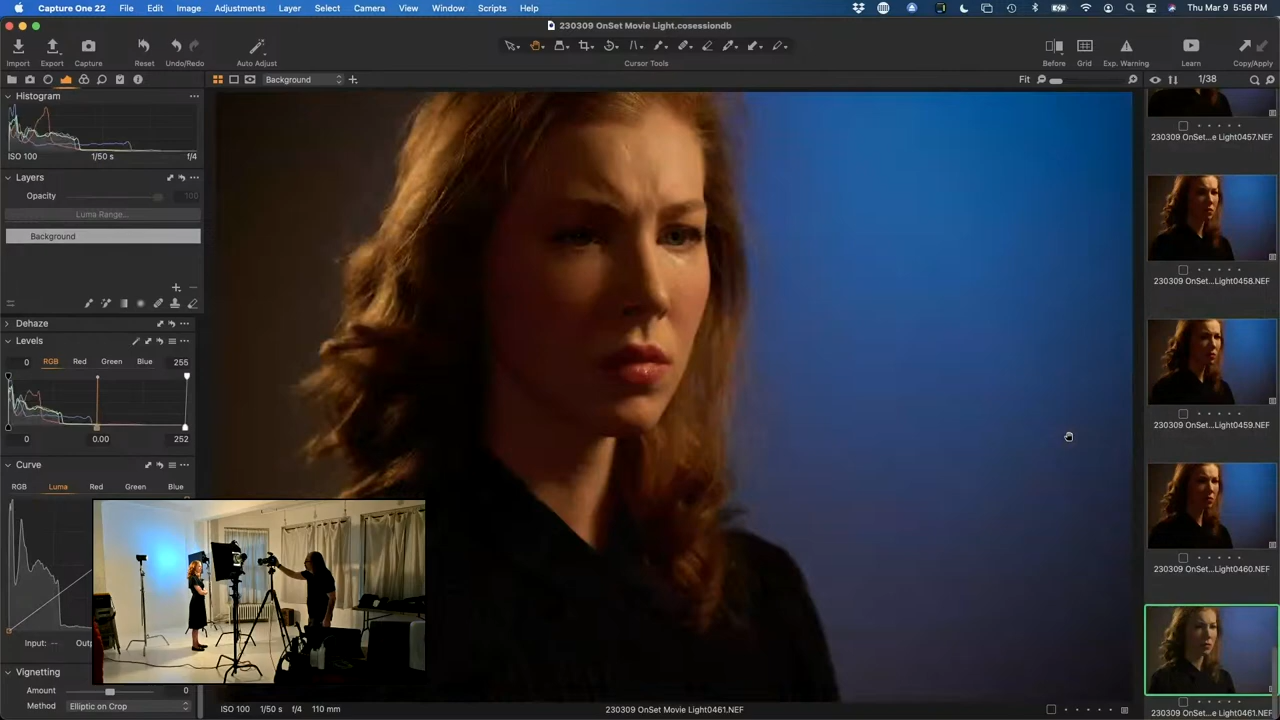 Capture One 22 File Edit Image Adjustments Layer Select Camera View Window Scripts Help Thu Mar 9 5:56 PM
230309 OnSet Movie Light.cosessiondb
Import Export Capture Reset Undo/Redo Auto Adjust Cursor Tools Before Grid Exp. Warning Learn Copy/Apply
Background Fit 1/38
Histogram
ISO 100 1/50 s f/4
Layers
Opacity 100
Luma Range...
Background
Dehaze
Levels
0 RGB Red Green Blue 255
0 0.00 252
Curve
RGB Luma Red Green Blue
Input: --
Vignetting
Amount 0
Method Elliptic on Crop
ISO 100 1/50 s f/4 110 mm 230309 OnSet Movie Light0461.NEF
230309 OnSet...e Light0457.NEF
230309 OnSet...Light0458.NEF
230309 OnSet...Light0459.NEF
230309 OnSet...Light0460.NEF
230309 OnSet...e Light0461.NEF